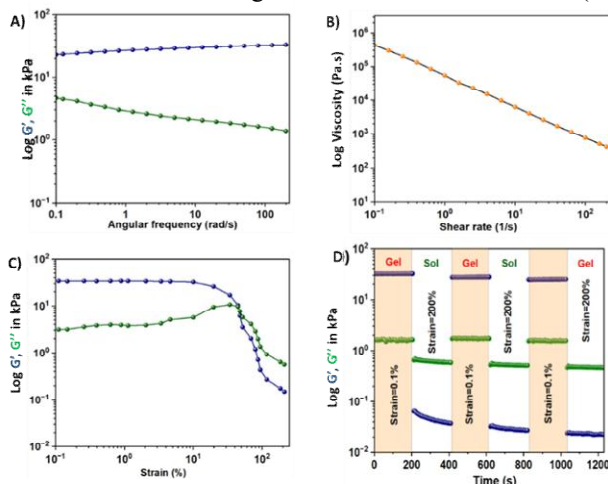 A)
Log G', G'' in kPa
10²
10¹
10⁰
10⁻¹
0.1 1 10 100
Angular frequency (rad/s)
B)
Log Viscosity (Pa.s)
10⁷
10⁶
10⁵
10⁴
10³
10²
10¹
10⁻¹ 10⁰ 10¹ 10²
Shear rate (1/s)
C)
Log G', G'' in kPa
10²
10¹
10⁰
10⁻¹
10⁻²
10⁻¹ 10⁰ 10¹ 10²
Strain (%)
D)
Log G', G'' in kPa
10²
10¹
10⁰
10⁻¹
10⁻²
Gel Sol Gel Sol Gel
Strain=0.1%
Strain=200%
Strain=0.1%
Strain=200%
Strain=0.1%
Strain=200%
0 200 400 600 800 1000 1200
Time (s)